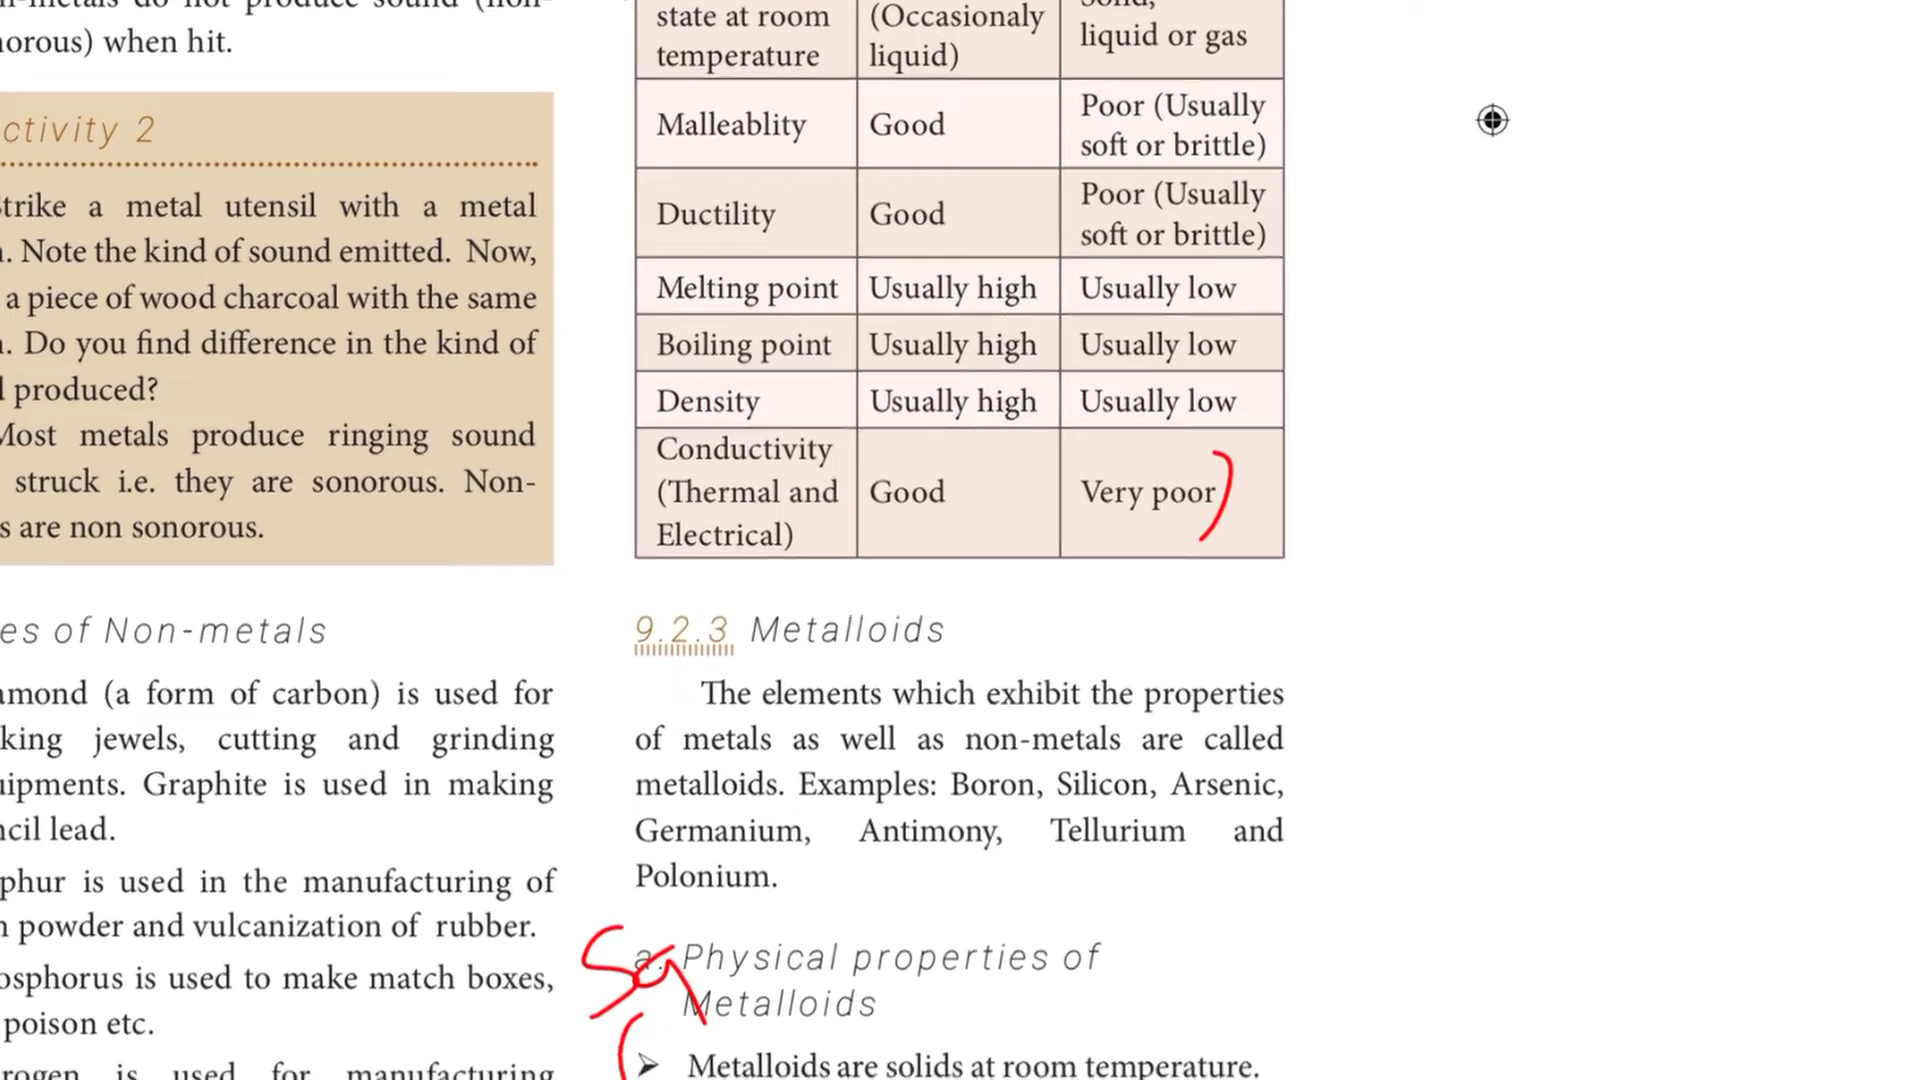 n-metals do not produce sound (non-
norous) when hit.
ctivity 2
Strike a metal utensil with a metal
n. Note the kind of sound emitted. Now,
a piece of wood charcoal with the same
n. Do you find difference in the kind of
d produced?
Most metals produce ringing sound
struck i.e. they are sonorous. Non-
s are non sonorous.
es of Non-metals
amond (a form of carbon) is used for
king jewels, cutting and grinding
uipments. Graphite is used in making
ncil lead.
phur is used in the manufacturing of
n powder and vulcanization of rubber.
osphorus is used to make match boxes,
poison etc.
rogen is used for manufacturing
state at room temperature
(Occasionaly liquid)
Solid, liquid or gas
Malleablity
Good
Poor (Usually soft or brittle)
Ductility
Good
Poor (Usually soft or brittle)
Melting point
Usually high
Usually low
Boiling point
Usually high
Usually low
Density
Usually high
Usually low
Conductivity (Thermal and Electrical)
Good
Very poor
9.2.3 Metalloids
The elements which exhibit the properties
of metals as well as non-metals are called
metalloids. Examples: Boron, Silicon, Arsenic,
Germanium, Antimony, Tellurium and
Polonium.
a. Physical properties of
Metalloids
➢ Metalloids are solids at room temperature.